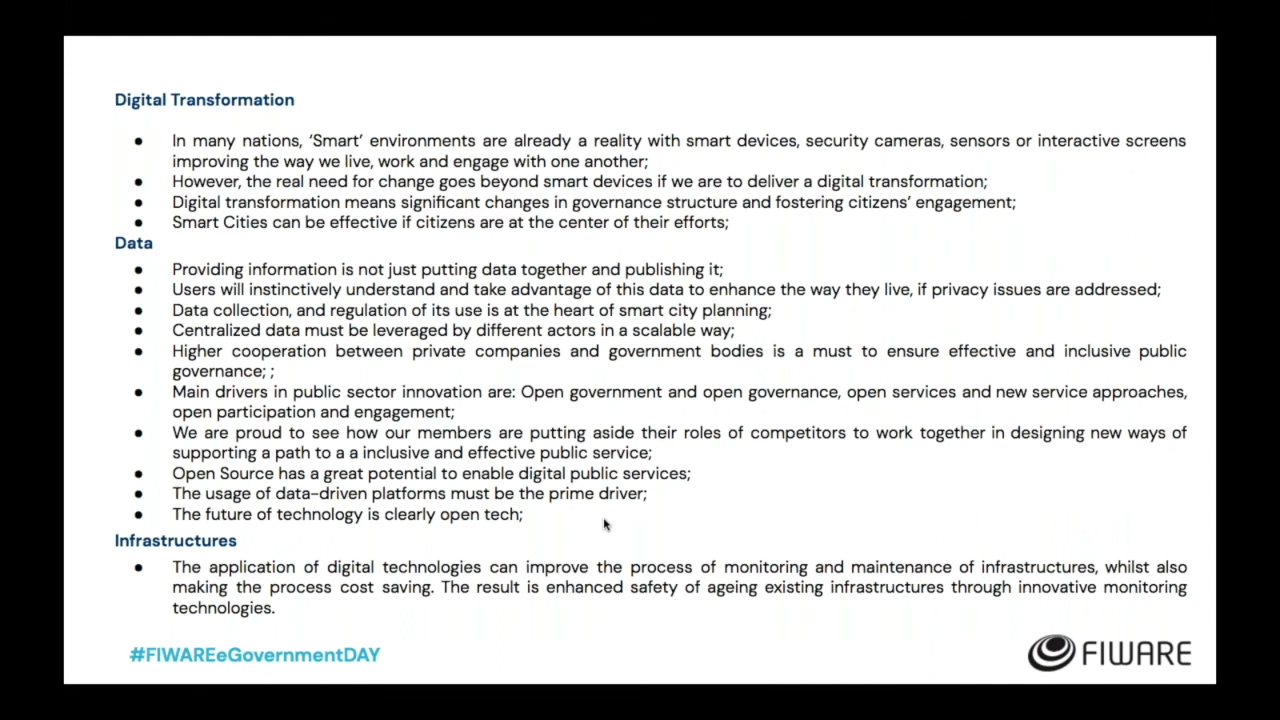 Digital Transformation
● In many nations, ‘Smart’ environments are already a reality with smart devices, security cameras, sensors or interactive screens
improving the way we live, work and engage with one another;
● However, the real need for change goes beyond smart devices if we are to deliver a digital transformation;
● Digital transformation means significant changes in governance structure and fostering citizens’ engagement;
● Smart Cities can be effective if citizens are at the center of their efforts;
Data
● Providing information is not just putting data together and publishing it;
● Users will instinctively understand and take advantage of this data to enhance the way they live, if privacy issues are addressed;
● Data collection, and regulation of its use is at the heart of smart city planning;
● Centralized data must be leveraged by different actors in a scalable way;
● Higher cooperation between private companies and government bodies is a must to ensure effective and inclusive public
governance; ;
● Main drivers in public sector innovation are: Open government and open governance, open services and new service approaches,
open participation and engagement;
● We are proud to see how our members are putting aside their roles of competitors to work together in designing new ways of
supporting a path to a a inclusive and effective public service;
● Open Source has a great potential to enable digital public services;
● The usage of data-driven platforms must be the prime driver;
● The future of technology is clearly open tech;
Infrastructures
● The application of digital technologies can improve the process of monitoring and maintenance of infrastructures, whilst also
making the process cost saving. The result is enhanced safety of ageing existing infrastructures through innovative monitoring
technologies.
#FIWAREeGovernmentDAY
FIWARE